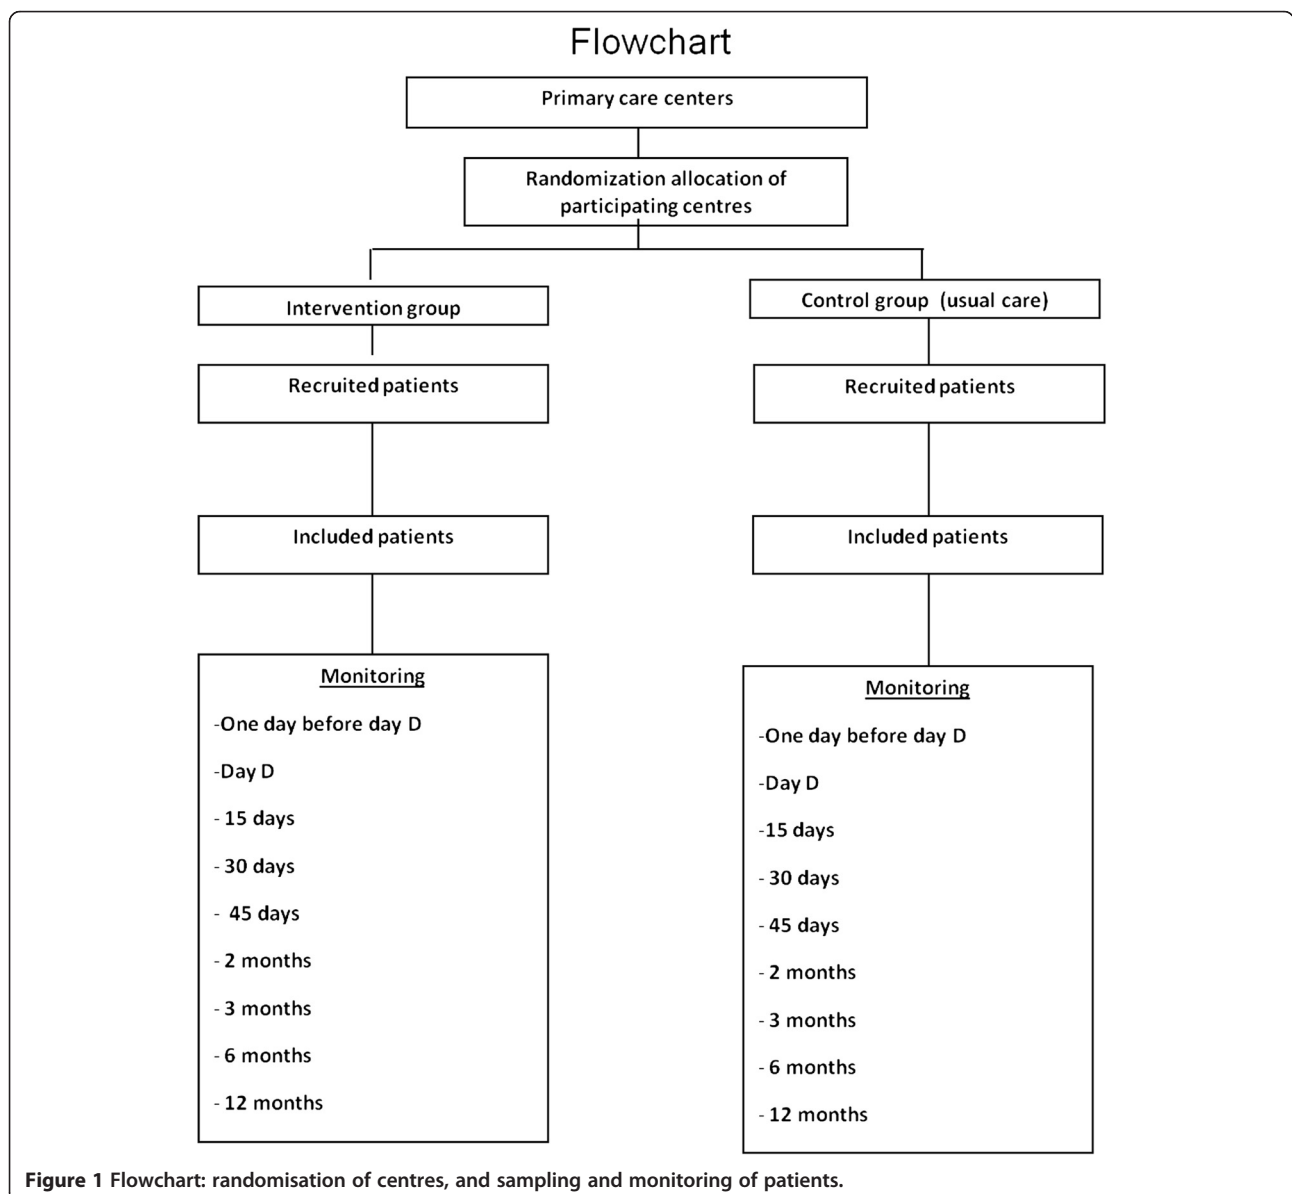 Flowchart
Primary care centers
Randomization allocation of
participating centres
Intervention group
Control group (usual care)
Recruited patients
Recruited patients
Included patients
Included patients
Monitoring
-One day before day D
-Day D
- 15 days
- 30 days
- 45 days
- 2 months
- 3 months
- 6 months
- 12 months
Monitoring
-One day before day D
-Day D
-15 days
- 30 days
- 45 days
- 2 months
- 3 months
- 6 months
- 12 months
Figure 1 Flowchart: randomisation of centres, and sampling and monitoring of patients.